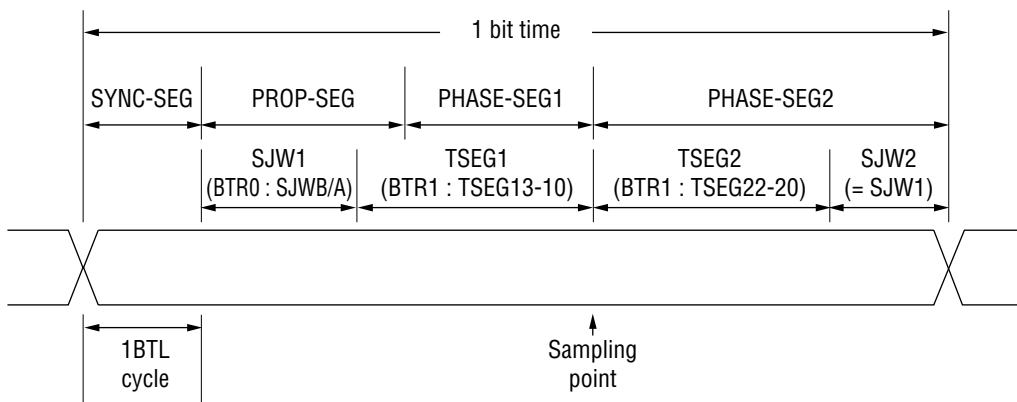 1 bit time
SYNC-SEG PROP-SEG PHASE-SEG1 PHASE-SEG2
SJW1 TSEG1 TSEG2 SJW2
(BTR0 : SJWB/A) (BTR1 : TSEG13-10) (BTR1 : TSEG22-20) (= SJW1)
1BTL
cycle
Sampling
point